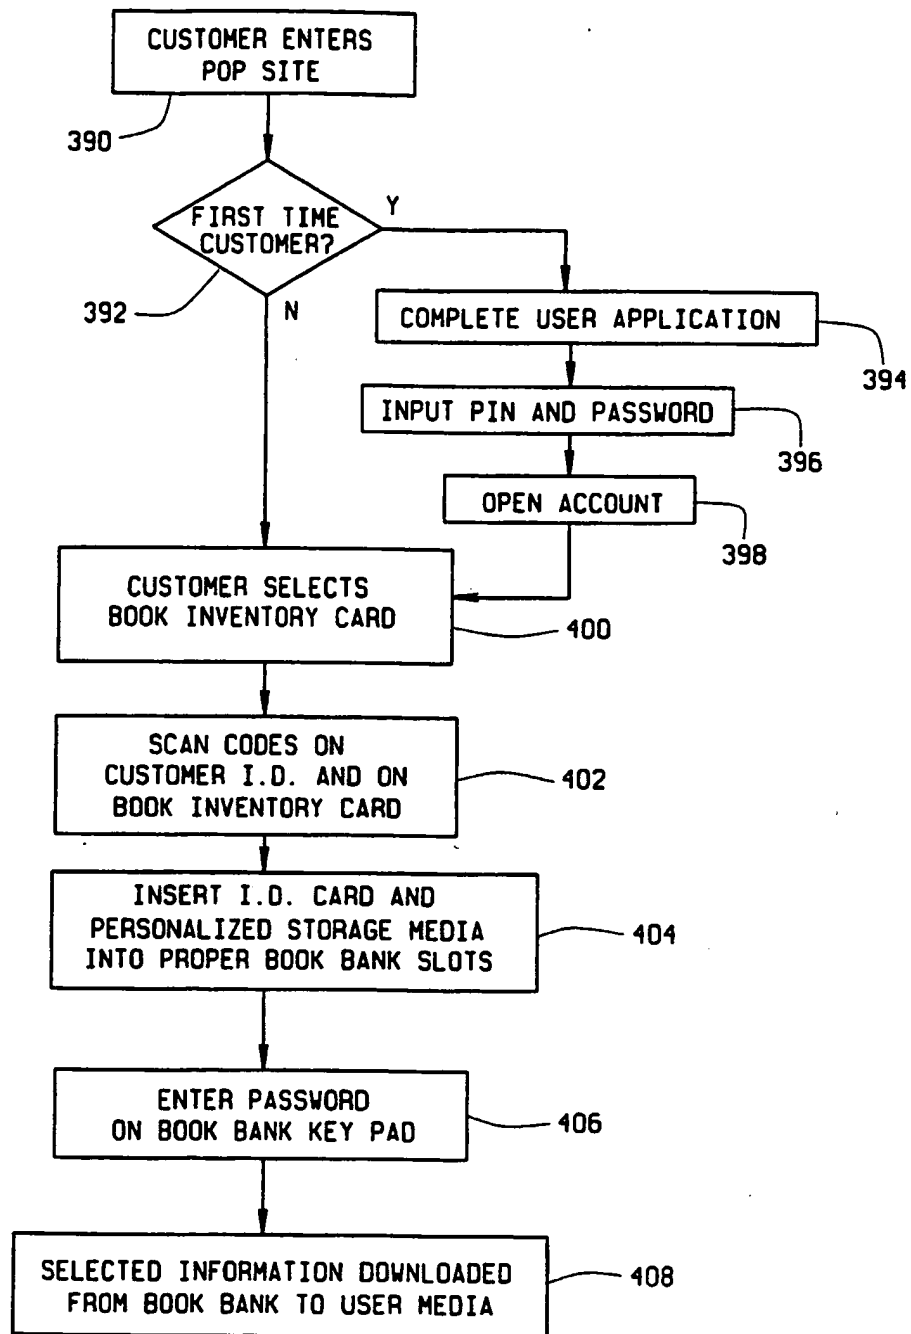 CUSTOMER ENTERS
POP SITE
390
FIRST TIME
CUSTOMER?
Y
392
N
COMPLETE USER APPLICATION
394
INPUT PIN AND PASSWORD
396
OPEN ACCOUNT
398
CUSTOMER SELECTS
BOOK INVENTORY CARD
400
SCAN CODES ON
CUSTOMER I.D. AND ON
BOOK INVENTORY CARD
402
INSERT I.D. CARD AND
PERSONALIZED STORAGE MEDIA
INTO PROPER BOOK BANK SLOTS
404
ENTER PASSWORD
ON BOOK BANK KEY PAD
406
SELECTED INFORMATION DOWNLOADED
FROM BOOK BANK TO USER MEDIA
408